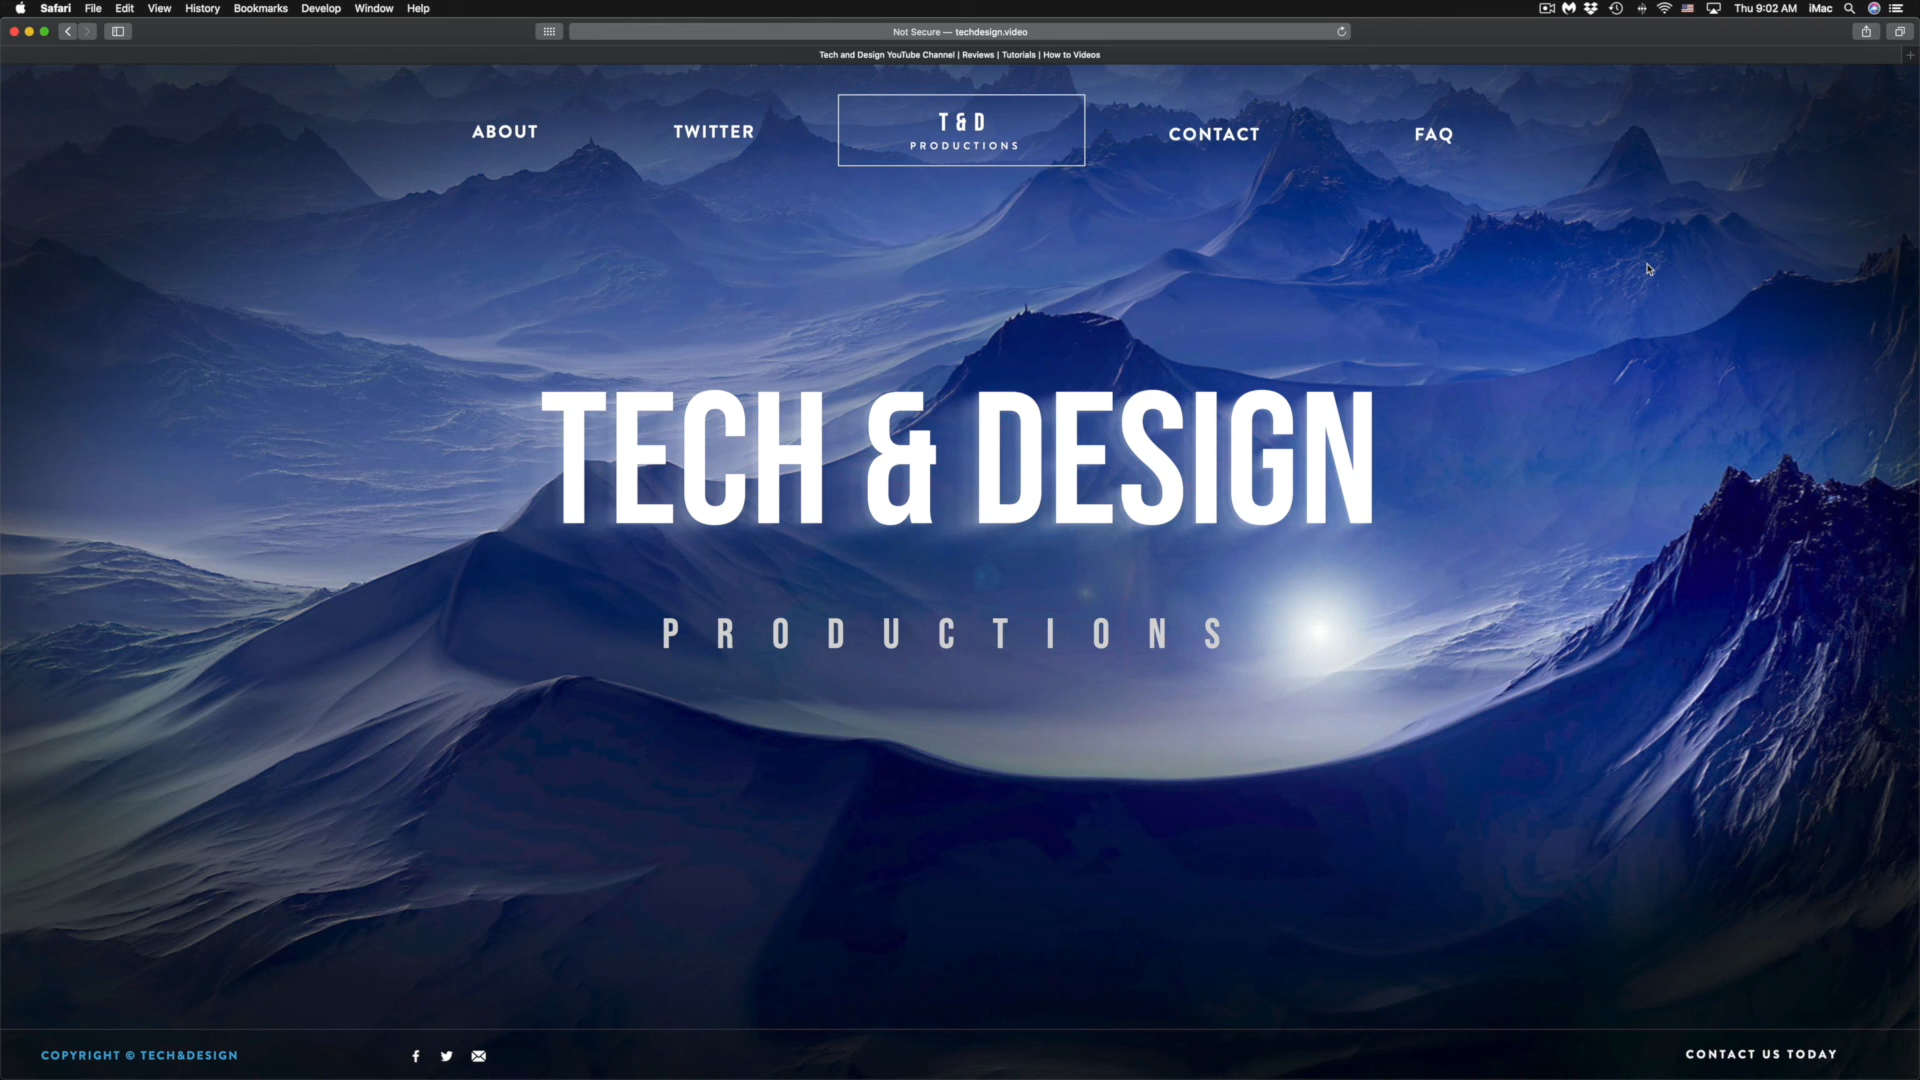 Safari File Edit View History Bookmarks Develop Window Help Thu 9:02 AM iMac
Not Secure — techdesign.video
Tech and Design YouTube Channel | Reviews | Tutorials | How to Videos
ABOUT TWITTER T & D CONTACT FAQ
PRODUCTIONS
TECH & DESIGN
PRODUCTIONS
COPYRIGHT © TECH&DESIGN CONTACT US TODAY